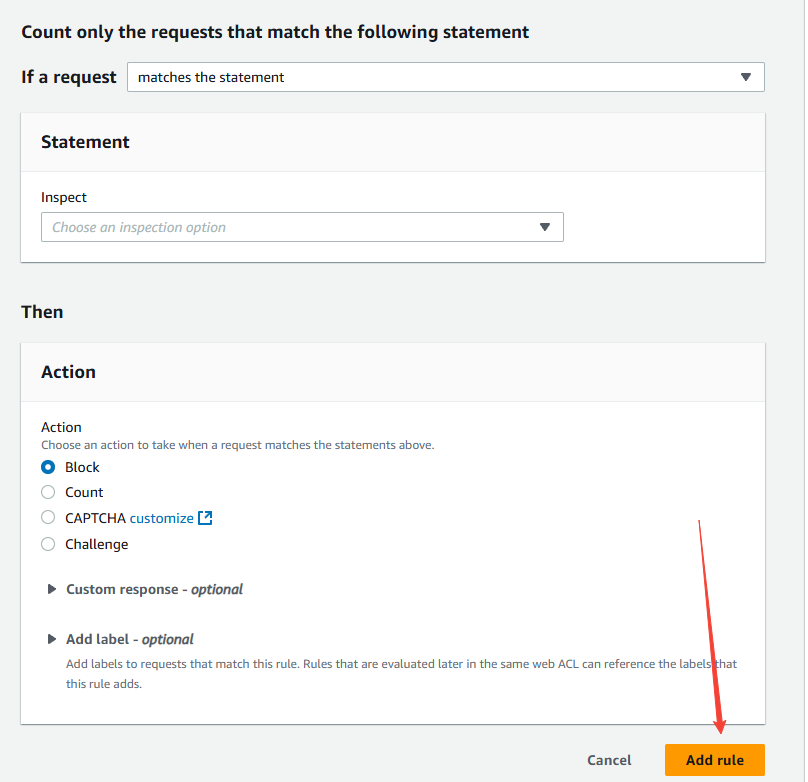 Count only the requests that match the following statement
If a request
matches the statement
Statement
Inspect
Choose an inspection option
Then
Action
Action
Choose an action to take when a request matches the statements above.
Block
Count
CAPTCHA customize
Challenge
Custom response - optional
Add label - optional
Add labels to requests that match this rule. Rules that are evaluated later in the same web ACL can reference the labels that
this rule adds.
Cancel
Add rule